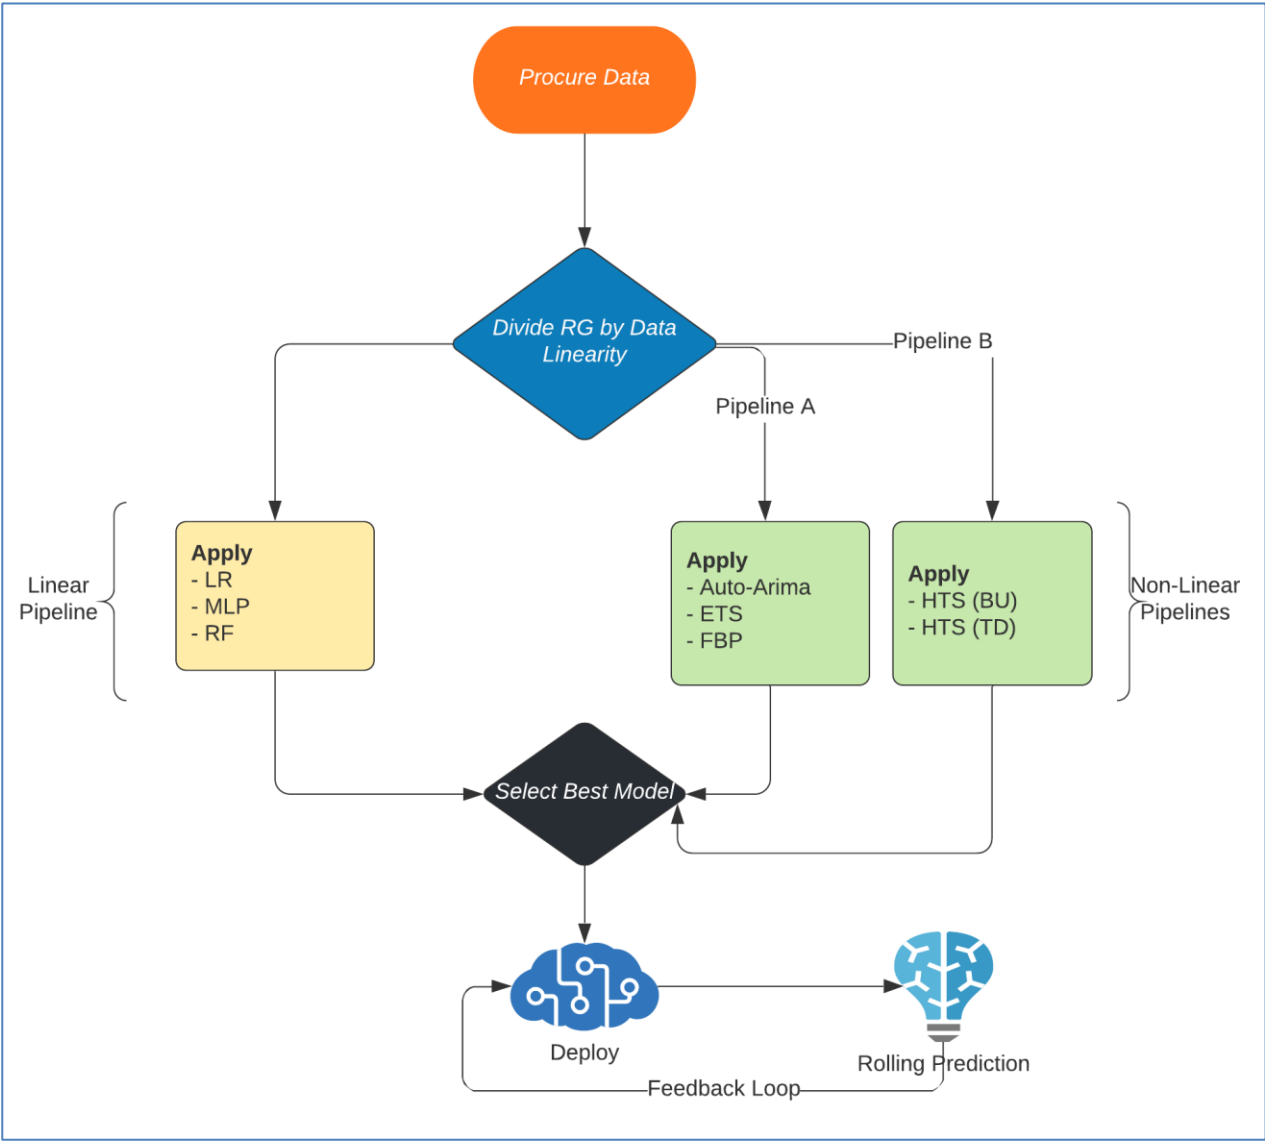 Procure Data
Divide RG by Data
Linearity
Pipeline B
Pipeline A
Linear
Pipeline
Apply
- LR
- MLP
- RF
Apply
- Auto-Arima
- ETS
- FBP
Apply
- HTS (BU)
- HTS (TD)
Non-Linear
Pipelines
Select Best Model
Deploy
Rolling Prediction
Feedback Loop